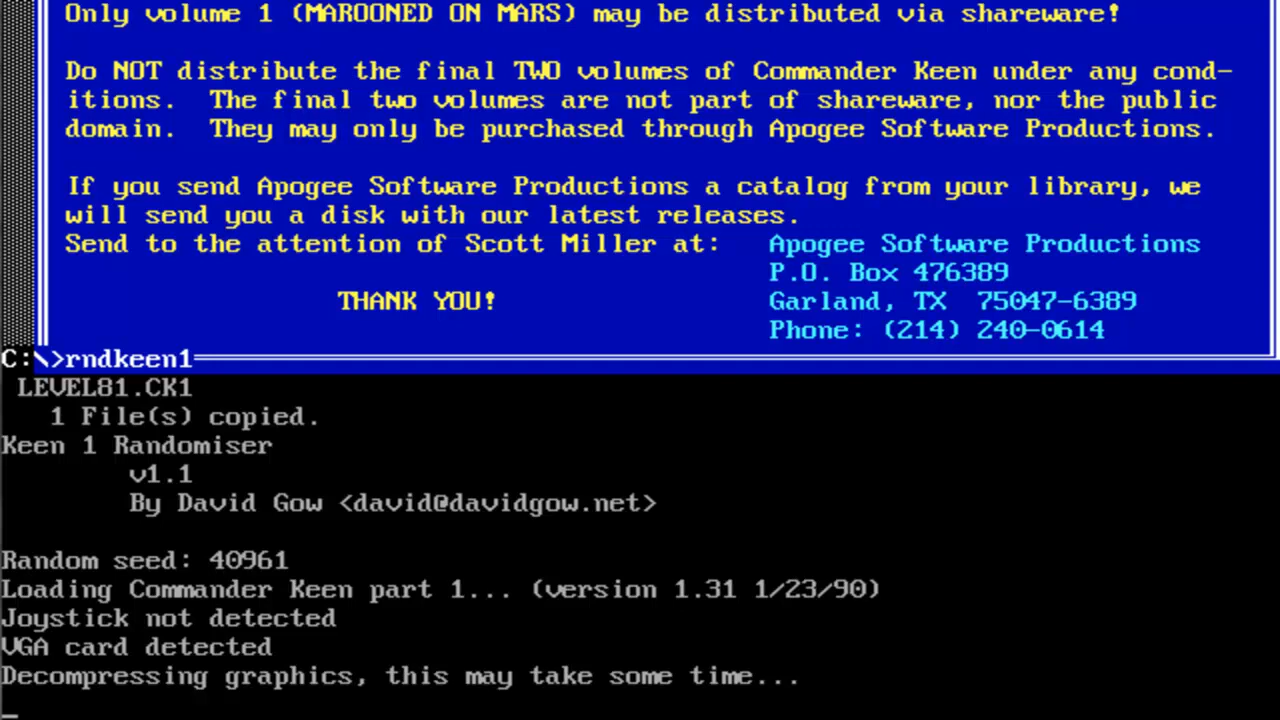 Only volume 1 (MAROONED ON MARS) may be distributed via shareware!
Do NOT distribute the final TWO volumes of Commander Keen under any cond-
itions.  The final two volumes are not part of shareware, nor the public
domain.  They may only be purchased through Apogee Software Productions.
If you send Apogee Software Productions a catalog from your library, we
will send you a disk with our latest releases.
Send to the attention of Scott Miller at:   Apogee Software Productions
P.O. Box 476389
THANK YOU!                 Garland, TX  75047-6389
Phone: (214) 240-0614
C:\>rndkeen1
LEVEL81.CK1
1 File(s) copied.
Keen 1 Randomiser
v1.1
By David Gow <david@davidgow.net>
Random seed: 40961
Loading Commander Keen part 1... (version 1.31 1/23/90)
Joystick not detected
VGA card detected
Decompressing graphics, this may take some time...